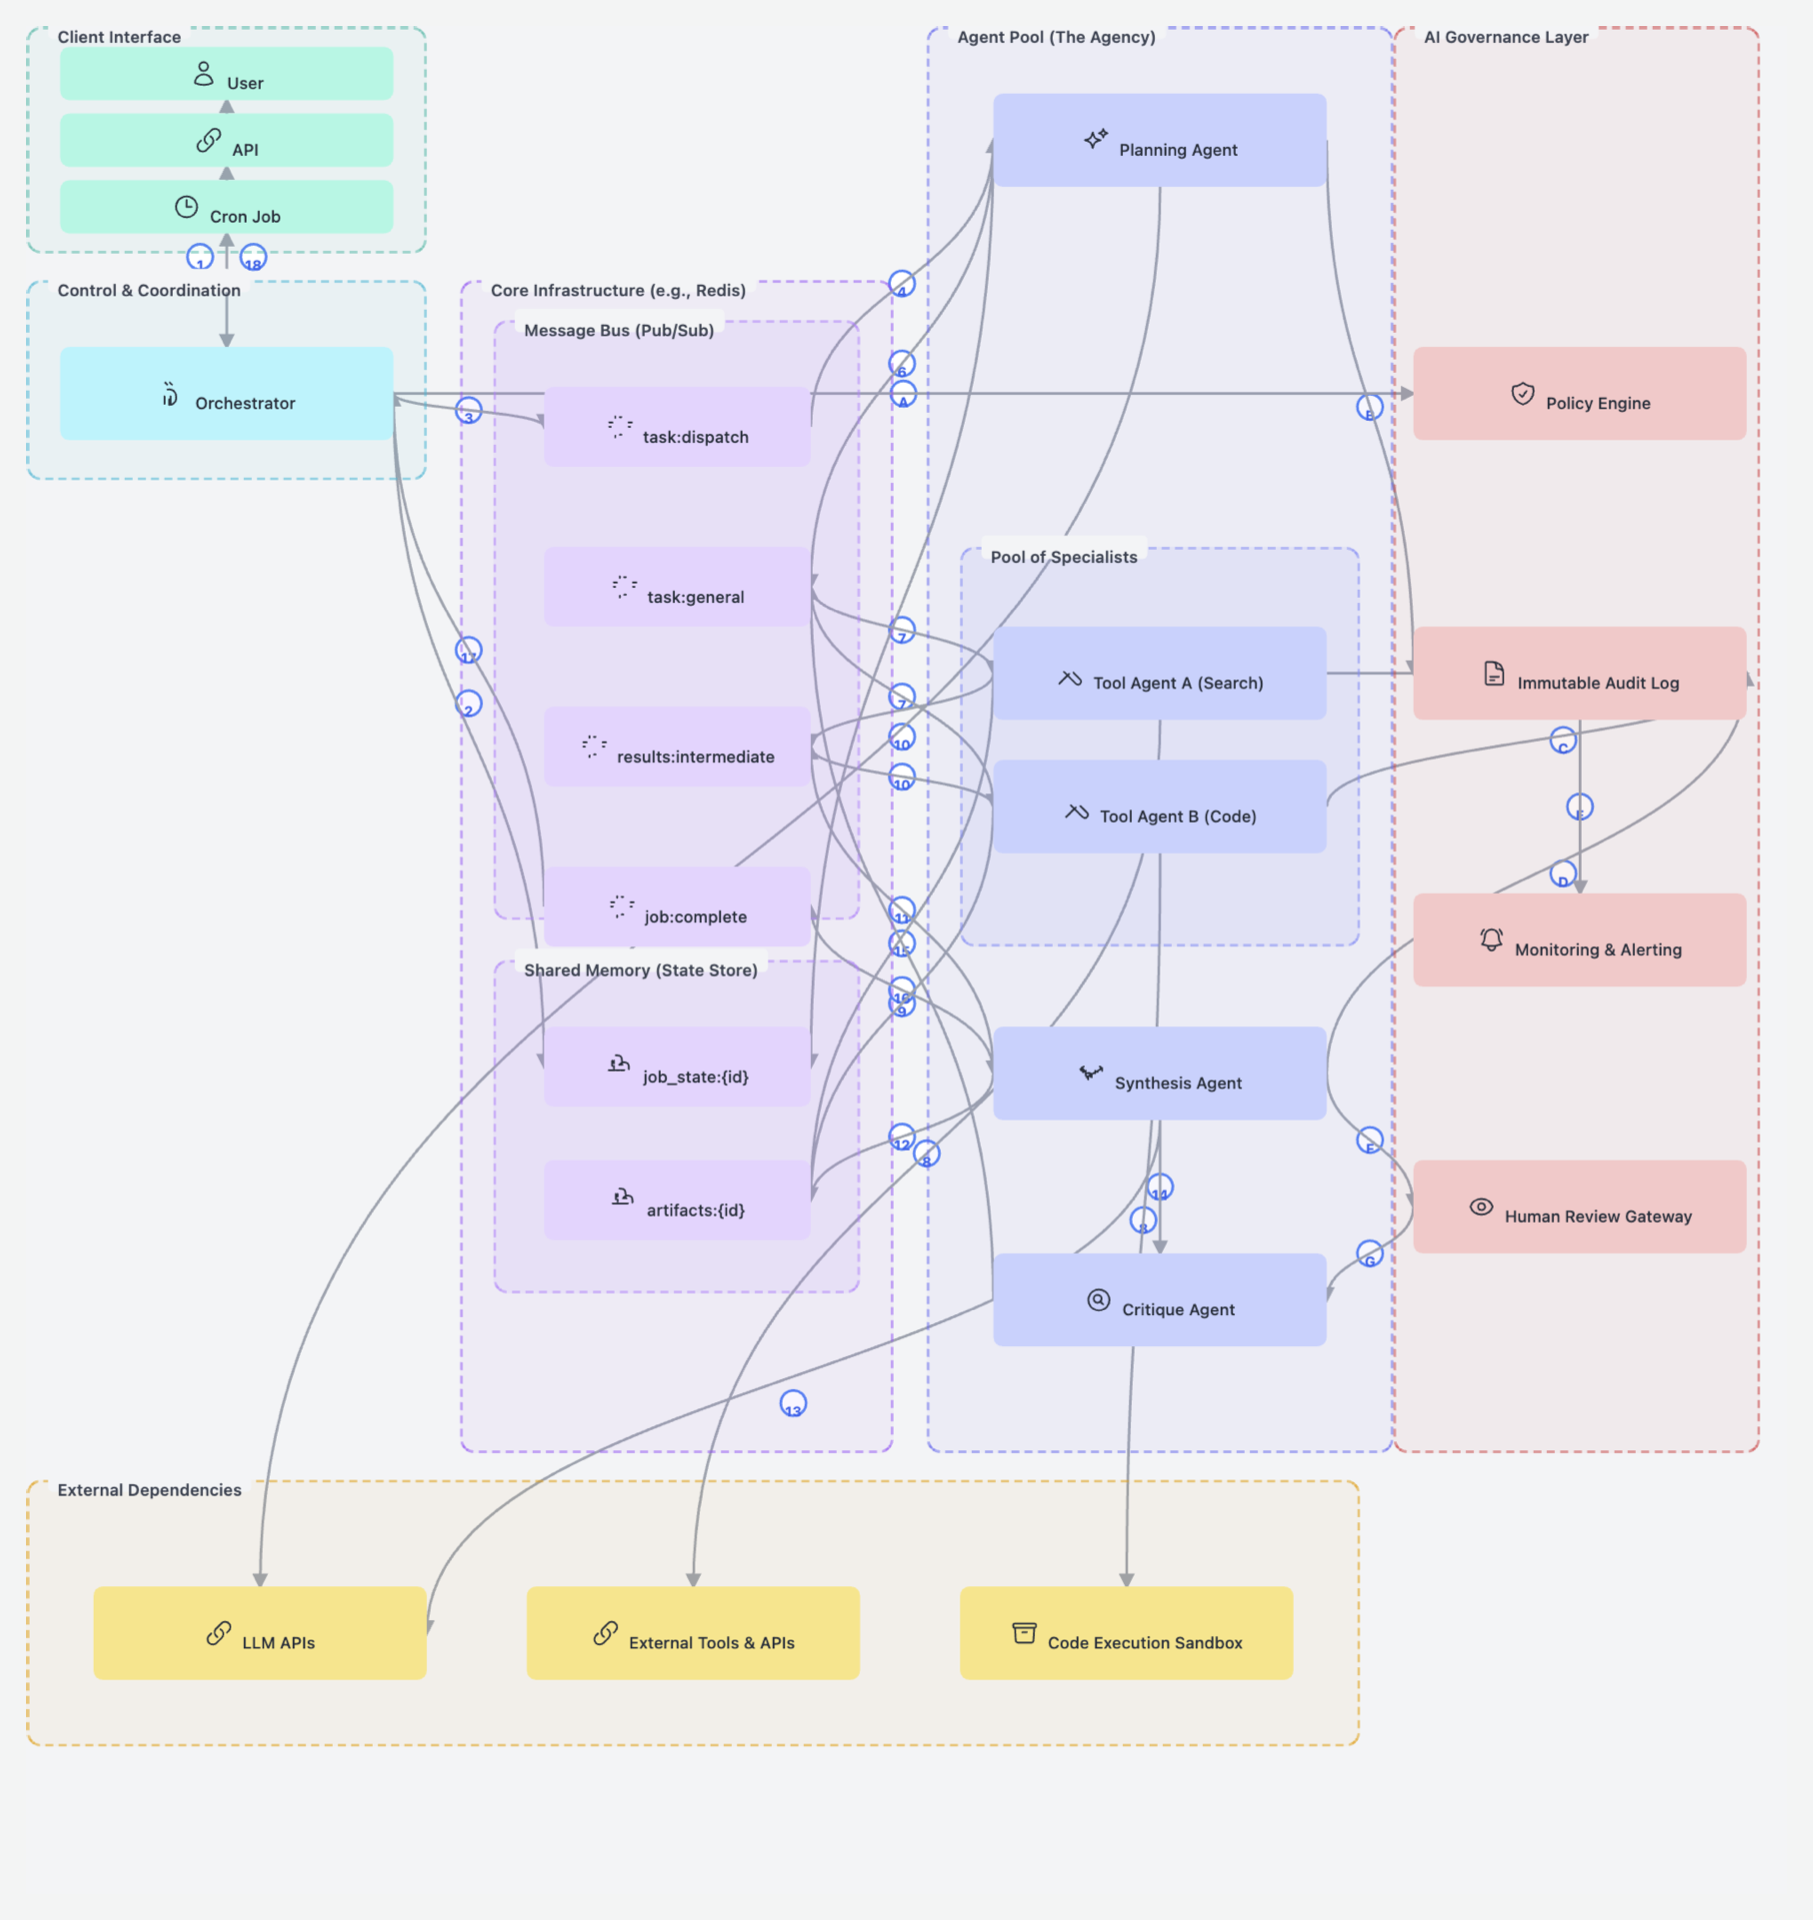 Client Interface
User
API
Cron Job
1
18
Control & Coordination
Orchestrator
Core Infrastructure (e.g., Redis)
Message Bus (Pub/Sub)
task:dispatch
task:general
results:intermediate
job:complete
Shared Memory (State Store)
job_state:{id}
artifacts:{id}
3
17
2
4
6
A
7
7
10
10
11
15
9
12
8
13
Agent Pool (The Agency)
Planning Agent
Pool of Specialists
Tool Agent A (Search)
Tool Agent B (Code)
Synthesis Agent
14
8
Critique Agent
B
F
G
AI Governance Layer
Policy Engine
Immutable Audit Log
C
D
Monitoring & Alerting
Human Review Gateway
External Dependencies
LLM APIs
External Tools & APIs
Code Execution Sandbox